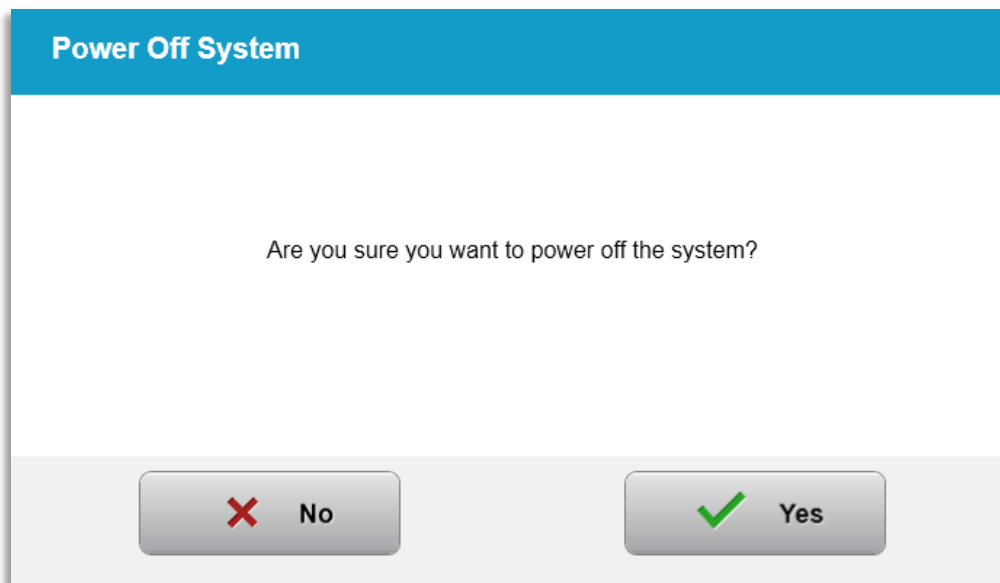 Power Off System
Are you sure you want to power off the system?
No
Yes